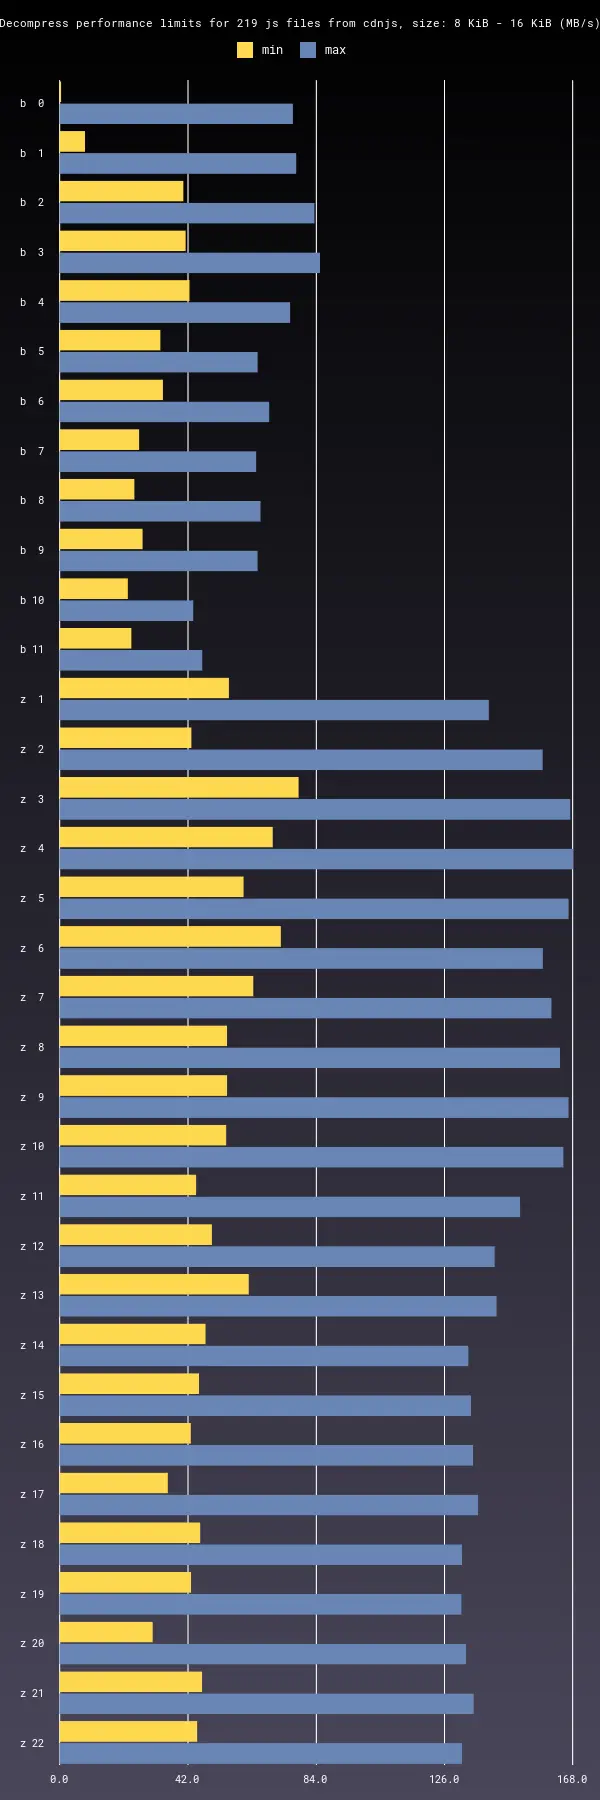 Decompress performance limits for 219 js files from cdnjs, size: 8 KiB - 16 KiB (MB/s)
min max
b 0
b 1
b 2
b 3
b 4
b 5
b 6
b 7
b 8
b 9
b 10
b 11
z 1
z 2
z 3
z 4
z 5
z 6
z 7
z 8
z 9
z 10
z 11
z 12
z 13
z 14
z 15
z 16
z 17
z 18
z 19
z 20
z 21
z 22
0.0 42.0 84.0 126.0 168.0